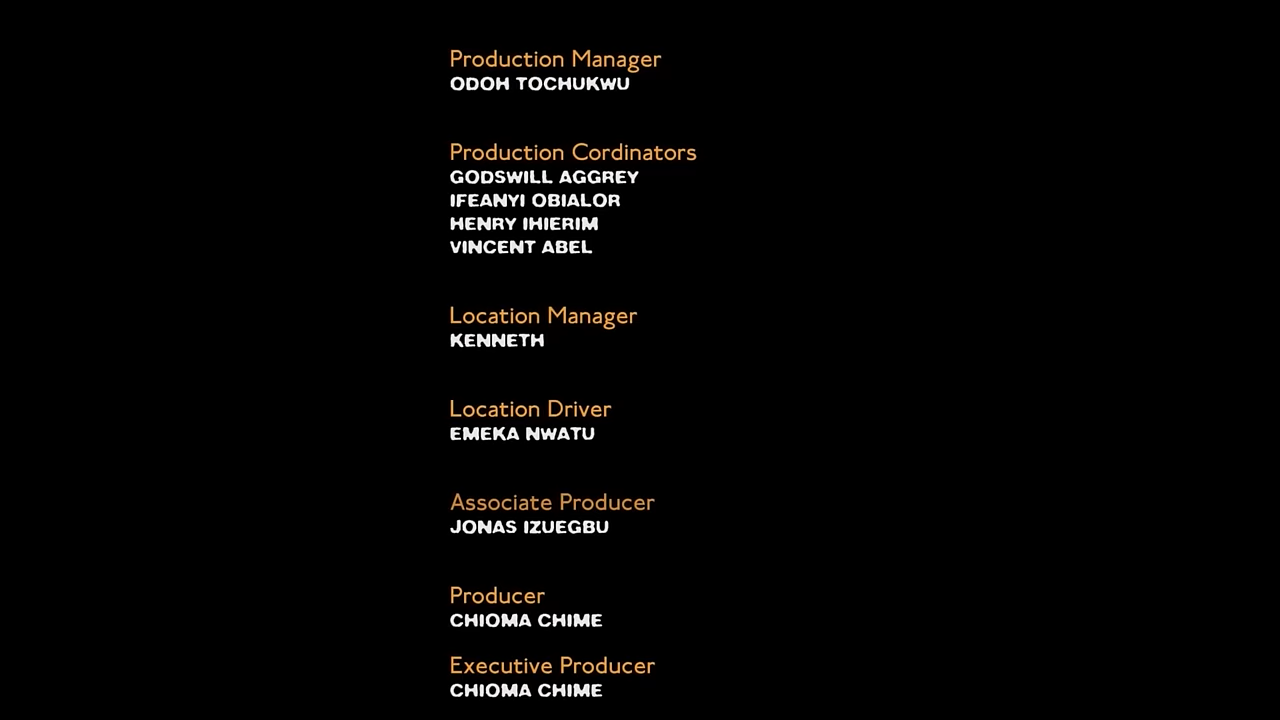 Production Manager
ODOH TOCHUKWU
Production Cordinators
GODSWILL AGGREY
IFEANYI OBIALOR
HENRY IHIERIM
VINCENT ABEL
Location Manager
KENNETH
Location Driver
EMEKA NWATU
Associate Producer
JONAS IZUEGBU
Producer
CHIOMA CHIME
Executive Producer
CHIOMA CHIME